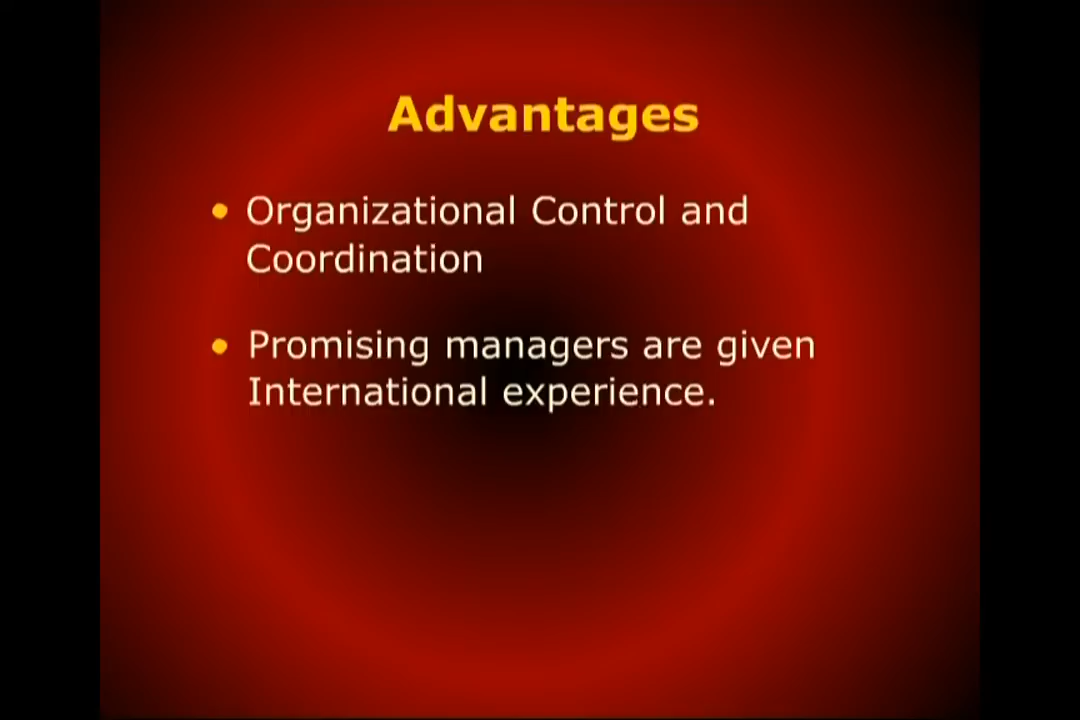 Advantages
• Organizational Control and
Coordination
• Promising managers are given
International experience.